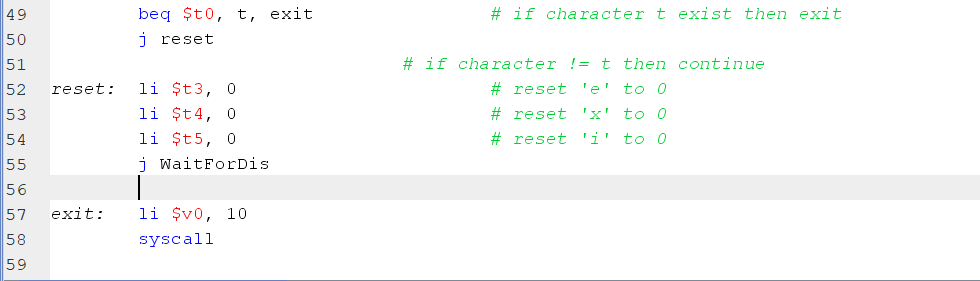 49 beq $t0, t, exit # if character t exist then exit
50 j reset
51 # if character != t then continue
52 reset: li $t3, 0 # reset 'e' to 0
53 li $t4, 0 # reset 'x' to 0
54 li $t5, 0 # reset 'i' to 0
55 j WaitForDis
56
57 exit: li $v0, 10
58 syscall
59